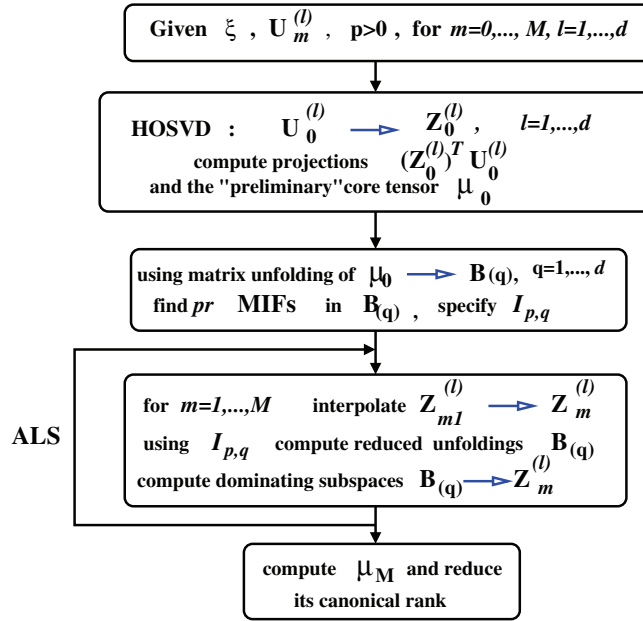 Given ξ , U_m^(l) , p>0 , for m=0,..., M, l=1,...,d
HOSVD : U_0^(l) → Z_0^(l) , l=1,...,d
compute projections (Z_0^(l))^T U_0^(l)
and the "preliminary"core tensor μ_0
using matrix unfolding of μ_0 → B_(q), q=1,..., d
find pr MIFs in B_(q) , specify I_p,q
ALS
for m=1,...,M interpolate Z_m1^(l) → Z_m^(l)
using I_p,q compute reduced unfoldings B_(q)
compute dominating subspaces B_(q) → Z_m^(l)
compute μ_M and reduce
its canonical rank